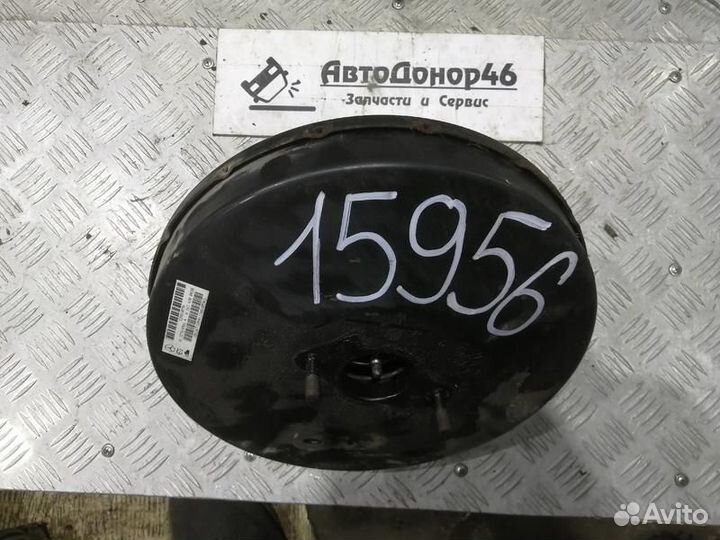 АвтоДонор46
Запчасти и Сервис
15956
Avito